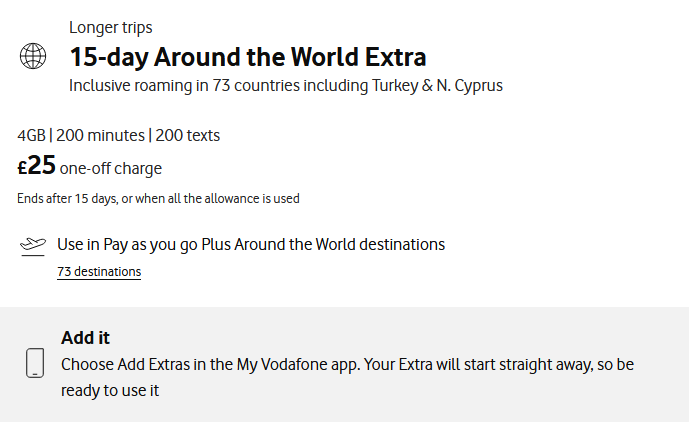 Longer trips
15-day Around the World Extra
Inclusive roaming in 73 countries including Turkey & N. Cyprus
4GB | 200 minutes | 200 texts
£25 one-off charge
Ends after 15 days, or when all the allowance is used
Use in Pay as you go Plus Around the World destinations
73 destinations
Add it
Choose Add Extras in the My Vodafone app. Your Extra will start straight away, so be
ready to use it